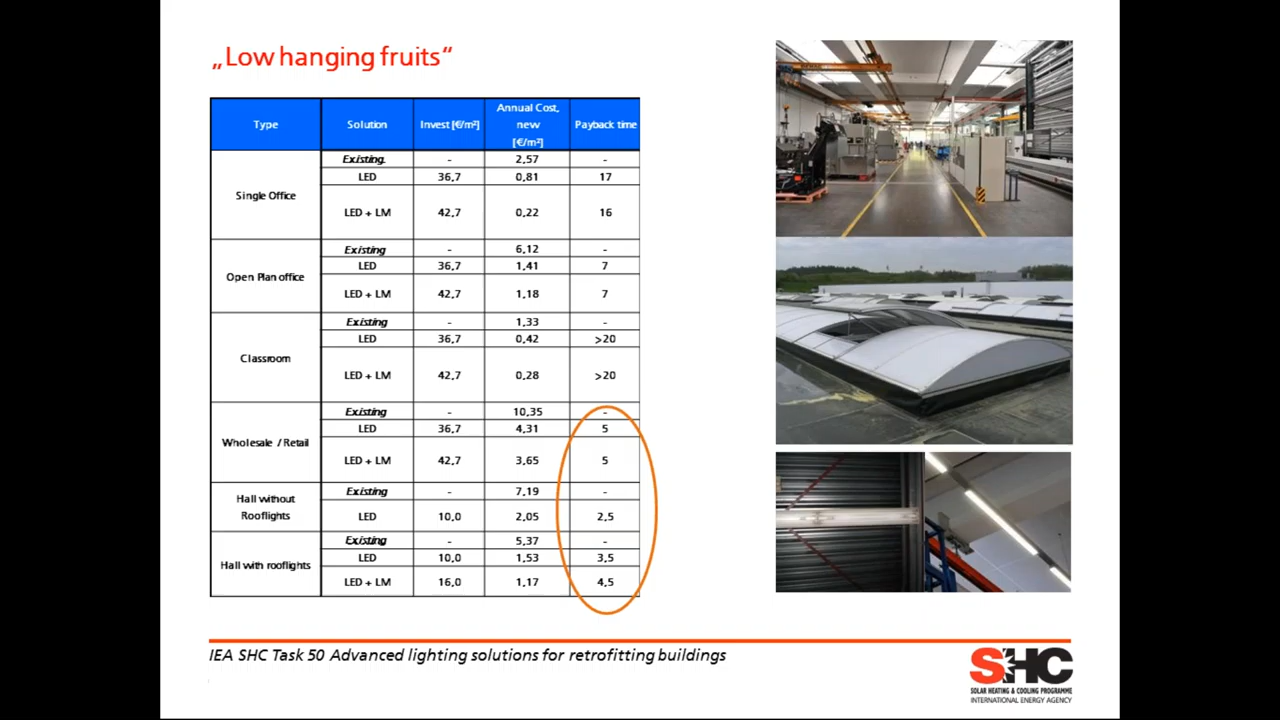 „Low hanging fruits“
Type Solution Invest [€/m²] Annual Cost, new [€/m²] Payback time
Single Office
Existing. - 2,57 -
LED 36,7 0,81 17
LED + LM 42,7 0,22 16
Open Plan office
Existing - 6,12 -
LED 36,7 1,41 7
LED + LM 42,7 1,18 7
Classroom
Existing - 1,33 -
LED 36,7 0,42 >20
LED + LM 42,7 0,28 >20
Wholesale / Retail
Existing - 10,35 -
LED 36,7 4,31 5
LED + LM 42,7 3,65 5
Hall without
Rooflights
Existing - 7,19 -
LED 10,0 2,05 2,5
Hall with rooflights
Existing - 5,37 -
LED 10,0 1,53 3,5
LED + LM 16,0 1,17 4,5
IEA SHC Task 50 Advanced lighting solutions for retrofitting buildings
SHC
SOLAR HEATING & COOLING PROGRAMME
INTERNATIONAL ENERGY AGENCY